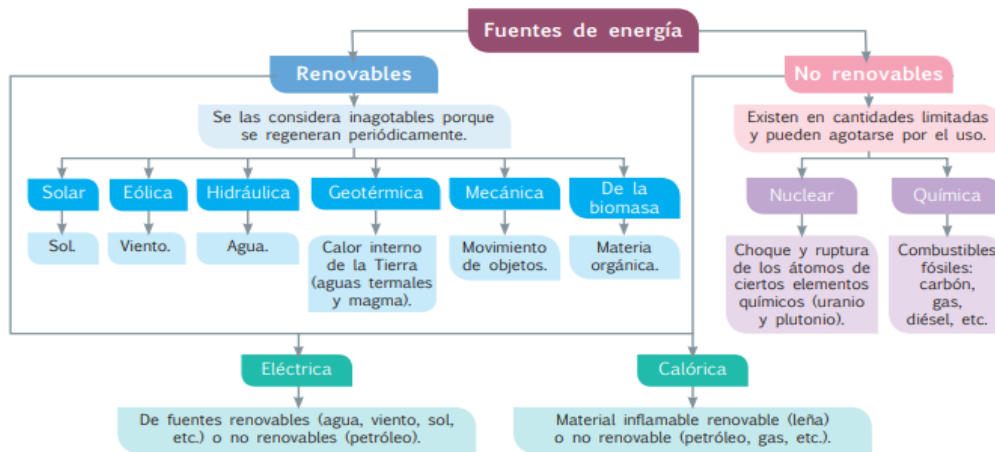 Fuentes de energía
Renovables
No renovables
Se las considera inagotables porque
se regeneran periódicamente.
Existen en cantidades limitadas
y pueden agotarse por el uso.
Solar
Eólica
Hidráulica
Geotérmica
Mecánica
De la
biomasa
Nuclear
Química
Sol.
Viento.
Agua.
Calor interno
de la Tierra
(aguas termales
y magma).
Movimiento
de objetos.
Materia
orgánica.
Choque y ruptura
de los átomos de
ciertos elementos
químicos (uranio
y plutonio).
Combustibles
fósiles:
carbón,
gas,
diésel, etc.
Eléctrica
Calórica
De fuentes renovables (agua, viento, sol,
etc.) o no renovables (petróleo).
Material inflamable renovable (leña)
o no renovable (petróleo, gas, etc.).